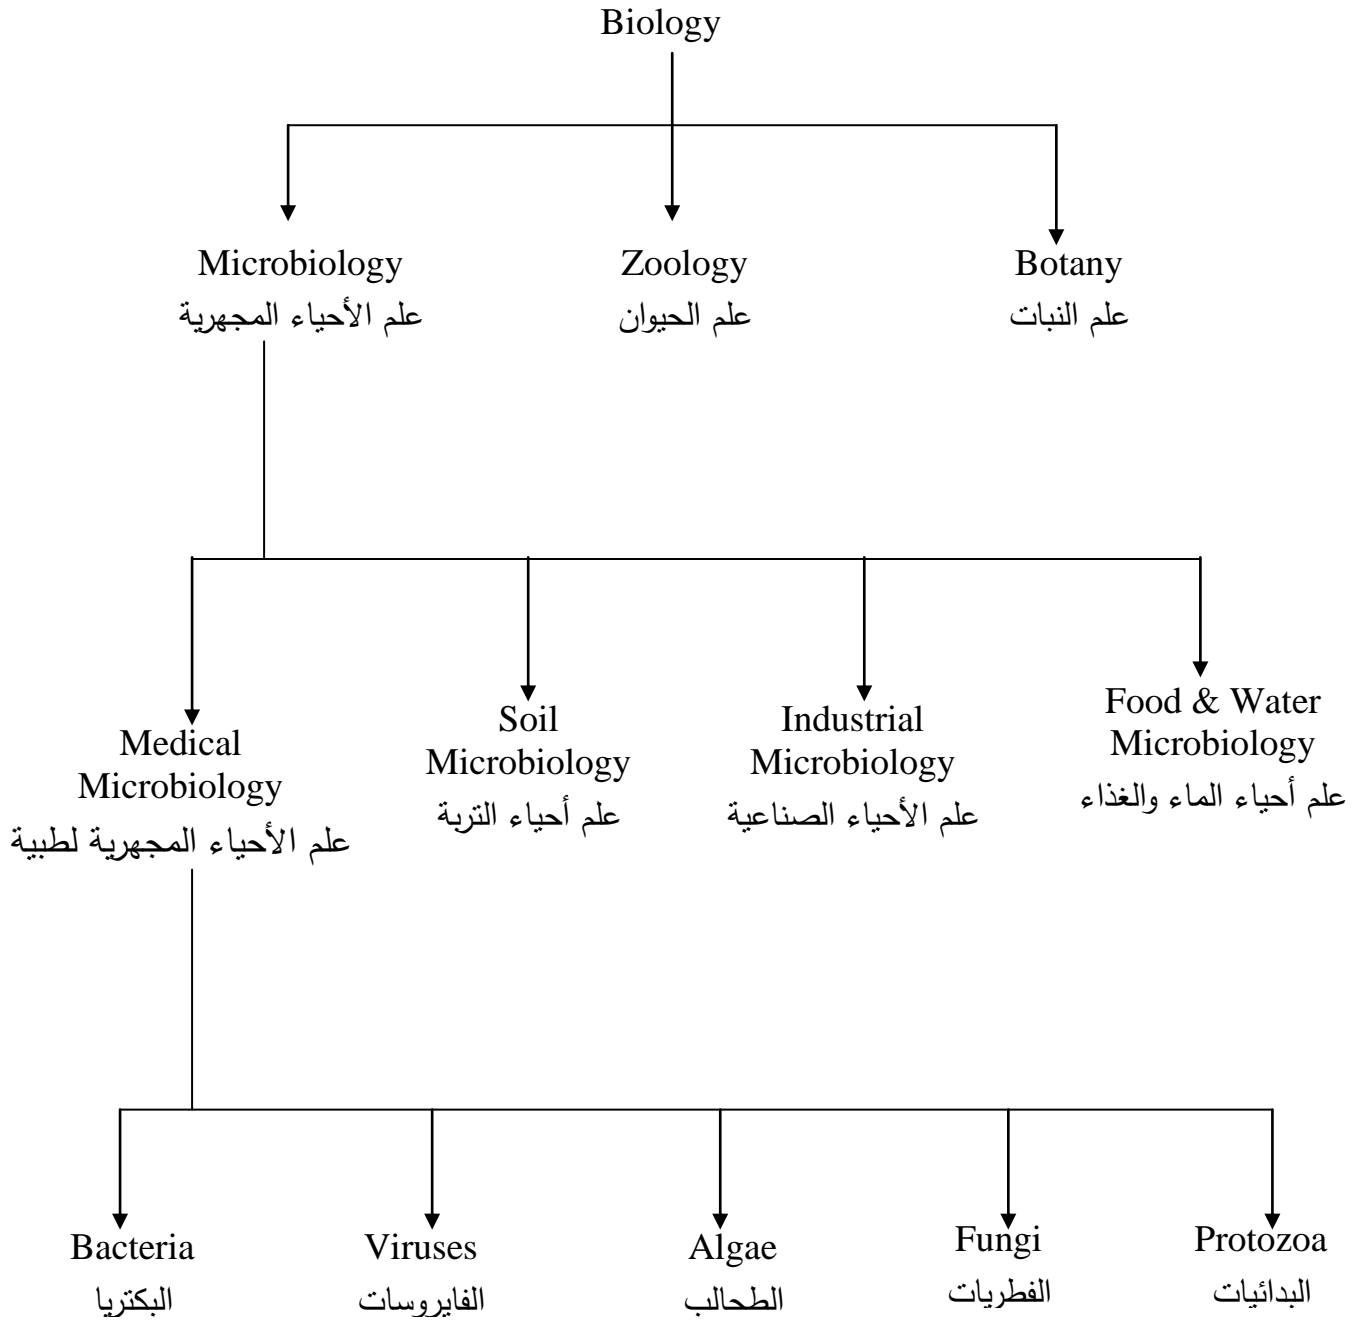 Biology
Microbiology
علم الأحياء المجهرية
Zoology
علم الحيوان
Botany
علم النبات
Medical
Microbiology
علم الأحياء المجهرية لطبية
Soil
Microbiology
علم أحياء التربة
Industrial
Microbiology
علم الأحياء الصناعية
Food & Water
Microbiology
علم أحياء الماء والغذاء
Bacteria
البكتريا
Viruses
الفايروسات
Algae
الطحالب
Fungi
الفطريات
Protozoa
البدائيات